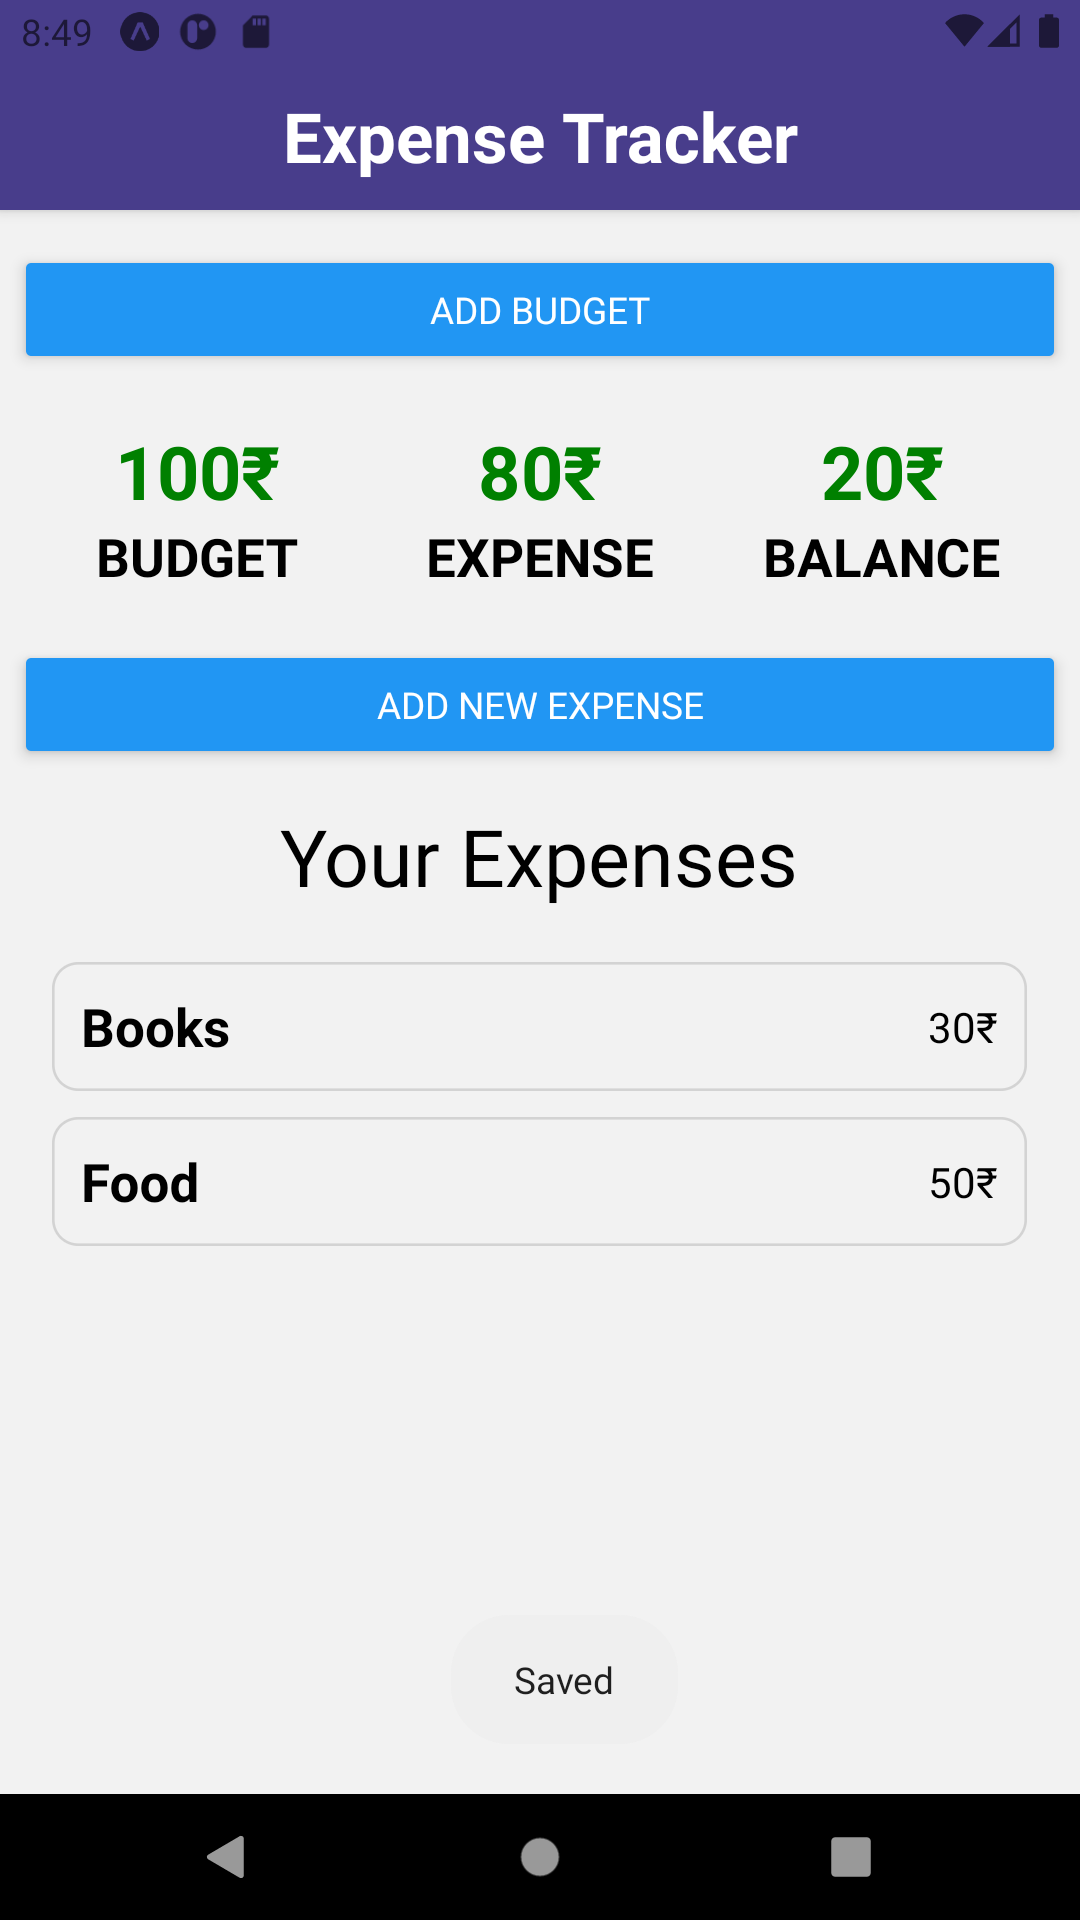 8:49
Expense Tracker
ADD BUDGET
100₹ 80₹ 20₹
BUDGET EXPENSE BALANCE
ADD NEW EXPENSE
Your Expenses
Books 30₹
Food 50₹
Saved